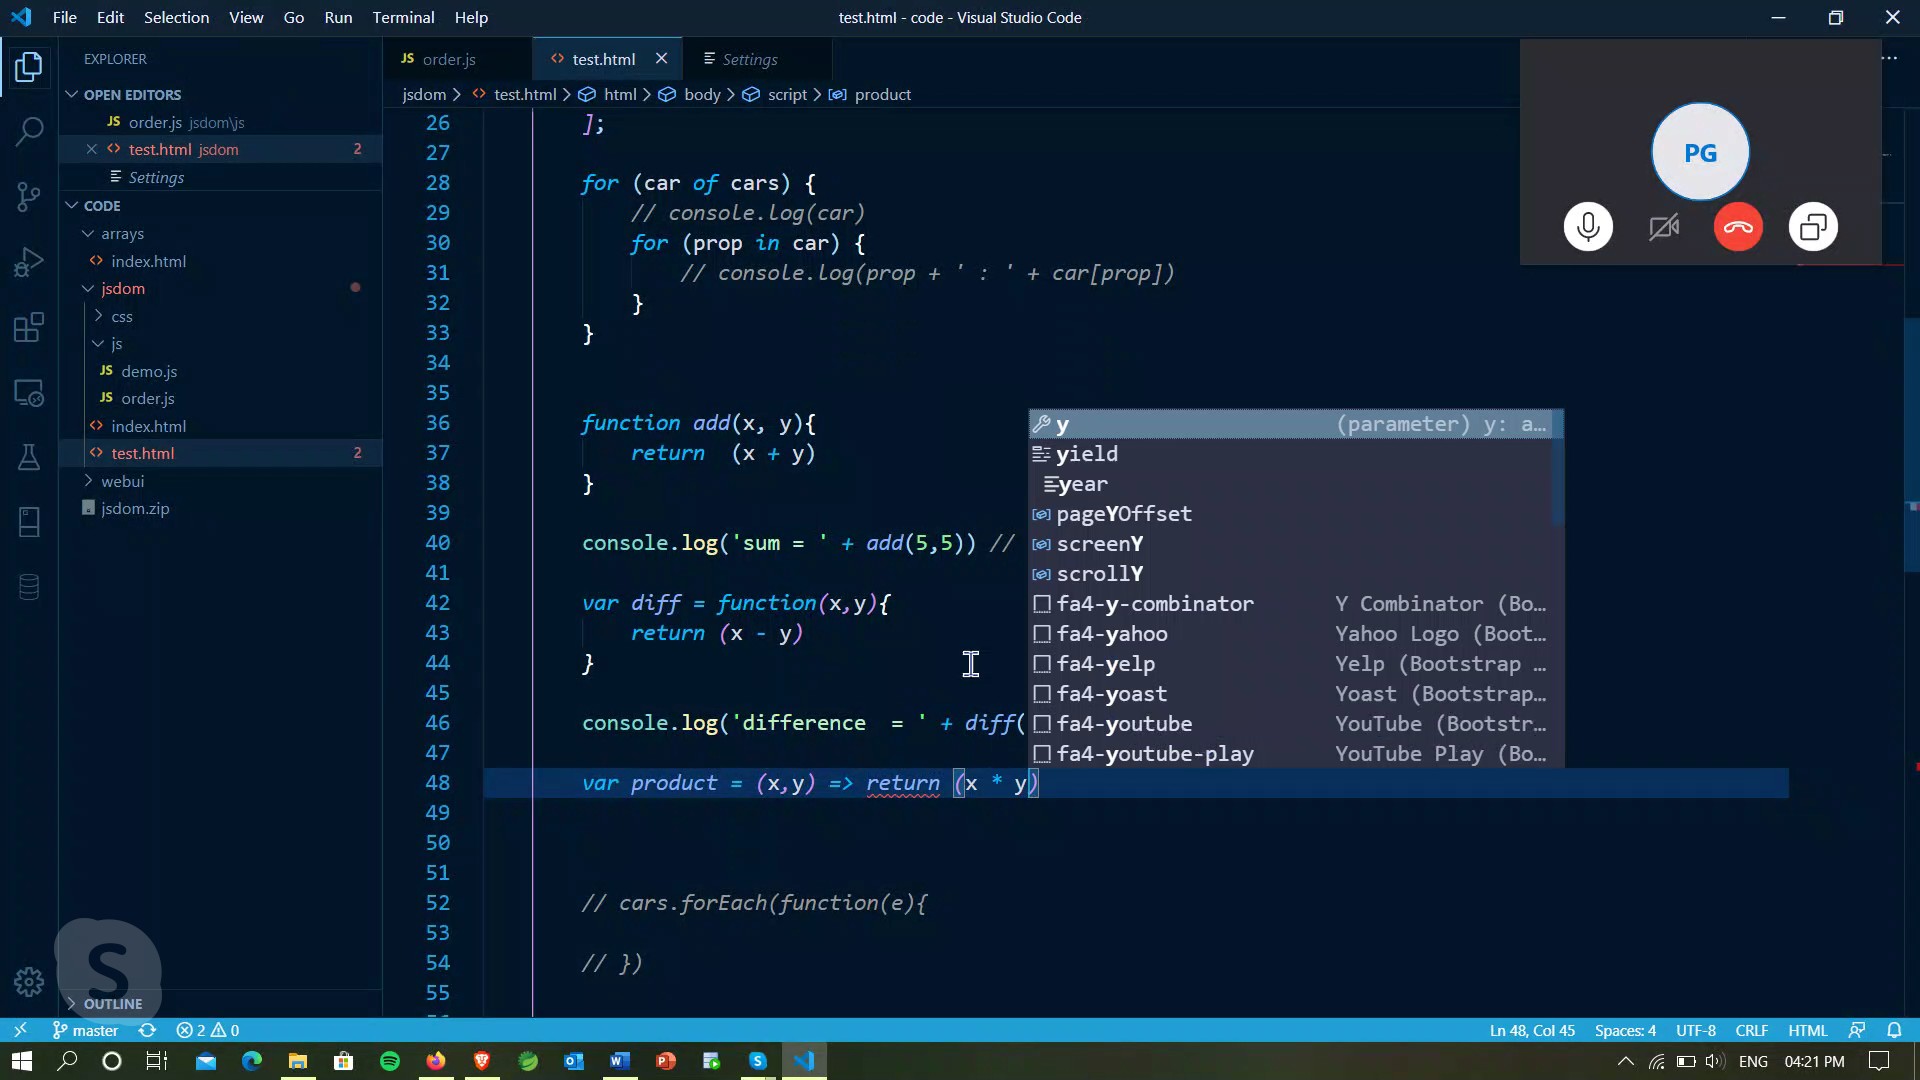 File Edit Selection View Go Run Terminal Help
test.html - code - Visual Studio Code
EXPLORER
OPEN EDITORS
order.js jsdom\js
test.html jsdom 2
Settings
CODE
arrays
index.html
jsdom
css
js
demo.js
order.js
index.html
test.html 2
webui
jsdom.zip
OUTLINE
order.js test.html Settings
jsdom > test.html > html > body > script > product
26 ];
27
28 for (car of cars) {
29 // console.log(car)
30 for (prop in car) {
31 // console.log(prop + ' : ' + car[prop])
32 }
33 }
34
35
36 function add(x, y){
37 return (x + y)
38 }
39
40 console.log('sum = ' + add(5,5)) //
41
42 var diff = function(x,y){
43 return (x - y)
44 }
45
46 console.log('difference = ' + diff(
47
48 var product = (x,y) => return (x * y)
49
50
51
52 // cars.forEach(function(e){
53
54 // })
55
y (parameter) y: a...
yield
year
pageYOffset
screenY
scrollY
fa4-y-combinator Y Combinator (Bo...
fa4-yahoo Yahoo Logo (Boot...
fa4-yelp Yelp (Bootstrap ...
fa4-yoast Yoast (Bootstrap...
fa4-youtube YouTube (Bootstr...
fa4-youtube-play YouTube Play (Bo...
PG
S
master 2 0
Ln 48, Col 45 Spaces: 4 UTF-8 CRLF HTML
ENG 04:21 PM